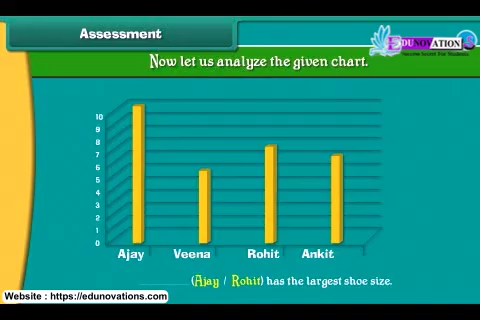 Assessment
EDUNOVATION
Now let us analyze the given chart.
10
9
8
7
6
5
4
3
2
1
0
Ajay Veena Rohit Ankit
________ (Ajay / Rohit) has the largest shoe size.
Website : https://edunovations.com